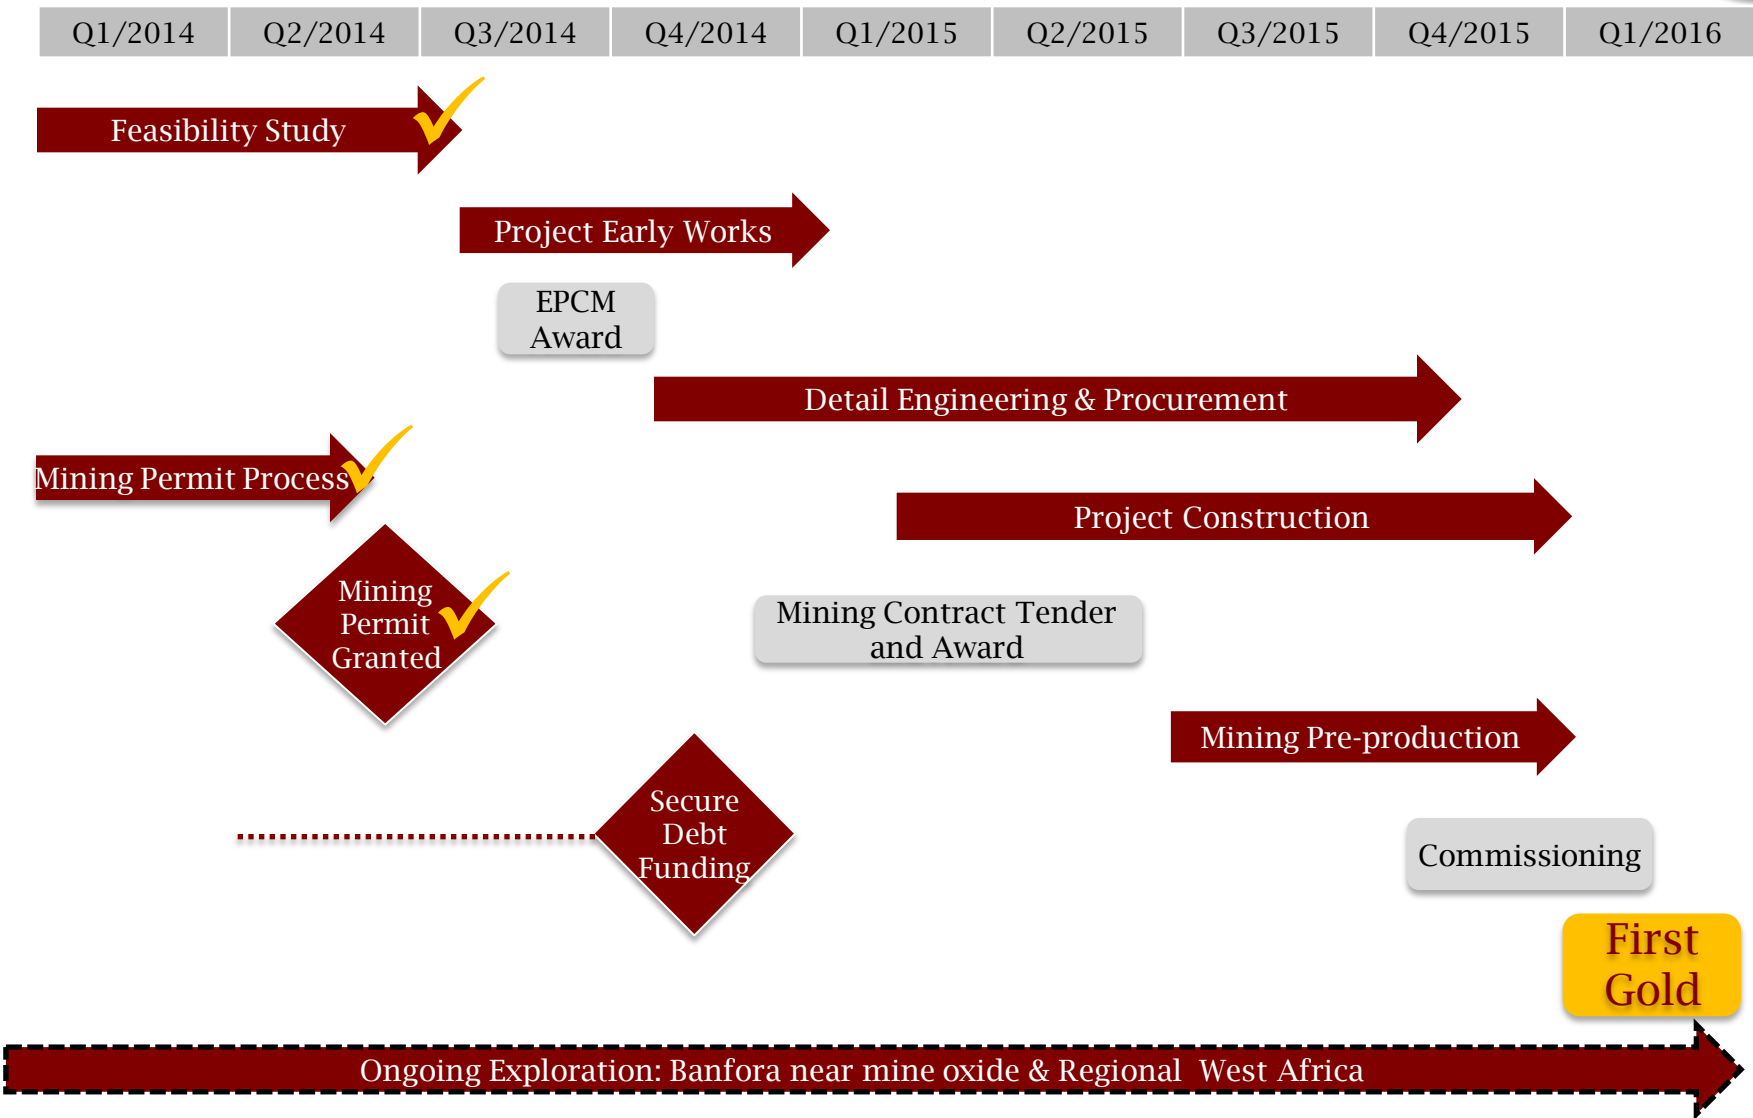 Q1/2014 Q2/2014 Q3/2014 Q4/2014 Q1/2015 Q2/2015 Q3/2015 Q4/2015 Q1/2016
Feasibility Study
Project Early Works
EPCM
Award
Detail Engineering & Procurement
Mining Permit Process
Project Construction
Mining
Permit
Granted
Mining Contract Tender
and Award
Mining Pre-production
Secure
Debt
Funding
Commissioning
First
Gold
Ongoing Exploration: Banfora near mine oxide & Regional West Africa